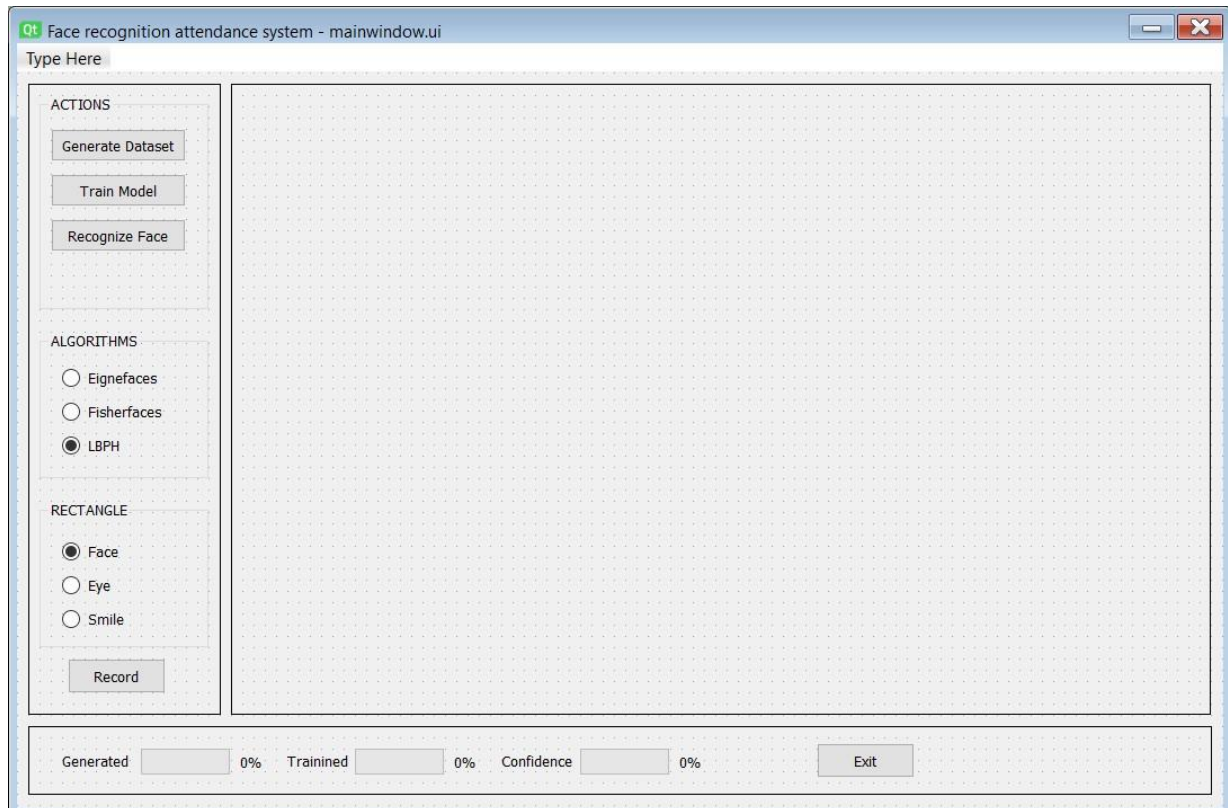 Qt Face recognition attendance system - mainwindow.ui
Type Here
ACTIONS
Generate Dataset
Train Model
Recognize Face
ALGORITHMS
Eignefaces
Fisherfaces
LBPH
RECTANGLE
Face
Eye
Smile
Record
Generated 0% Trainined 0% Confidence 0% Exit